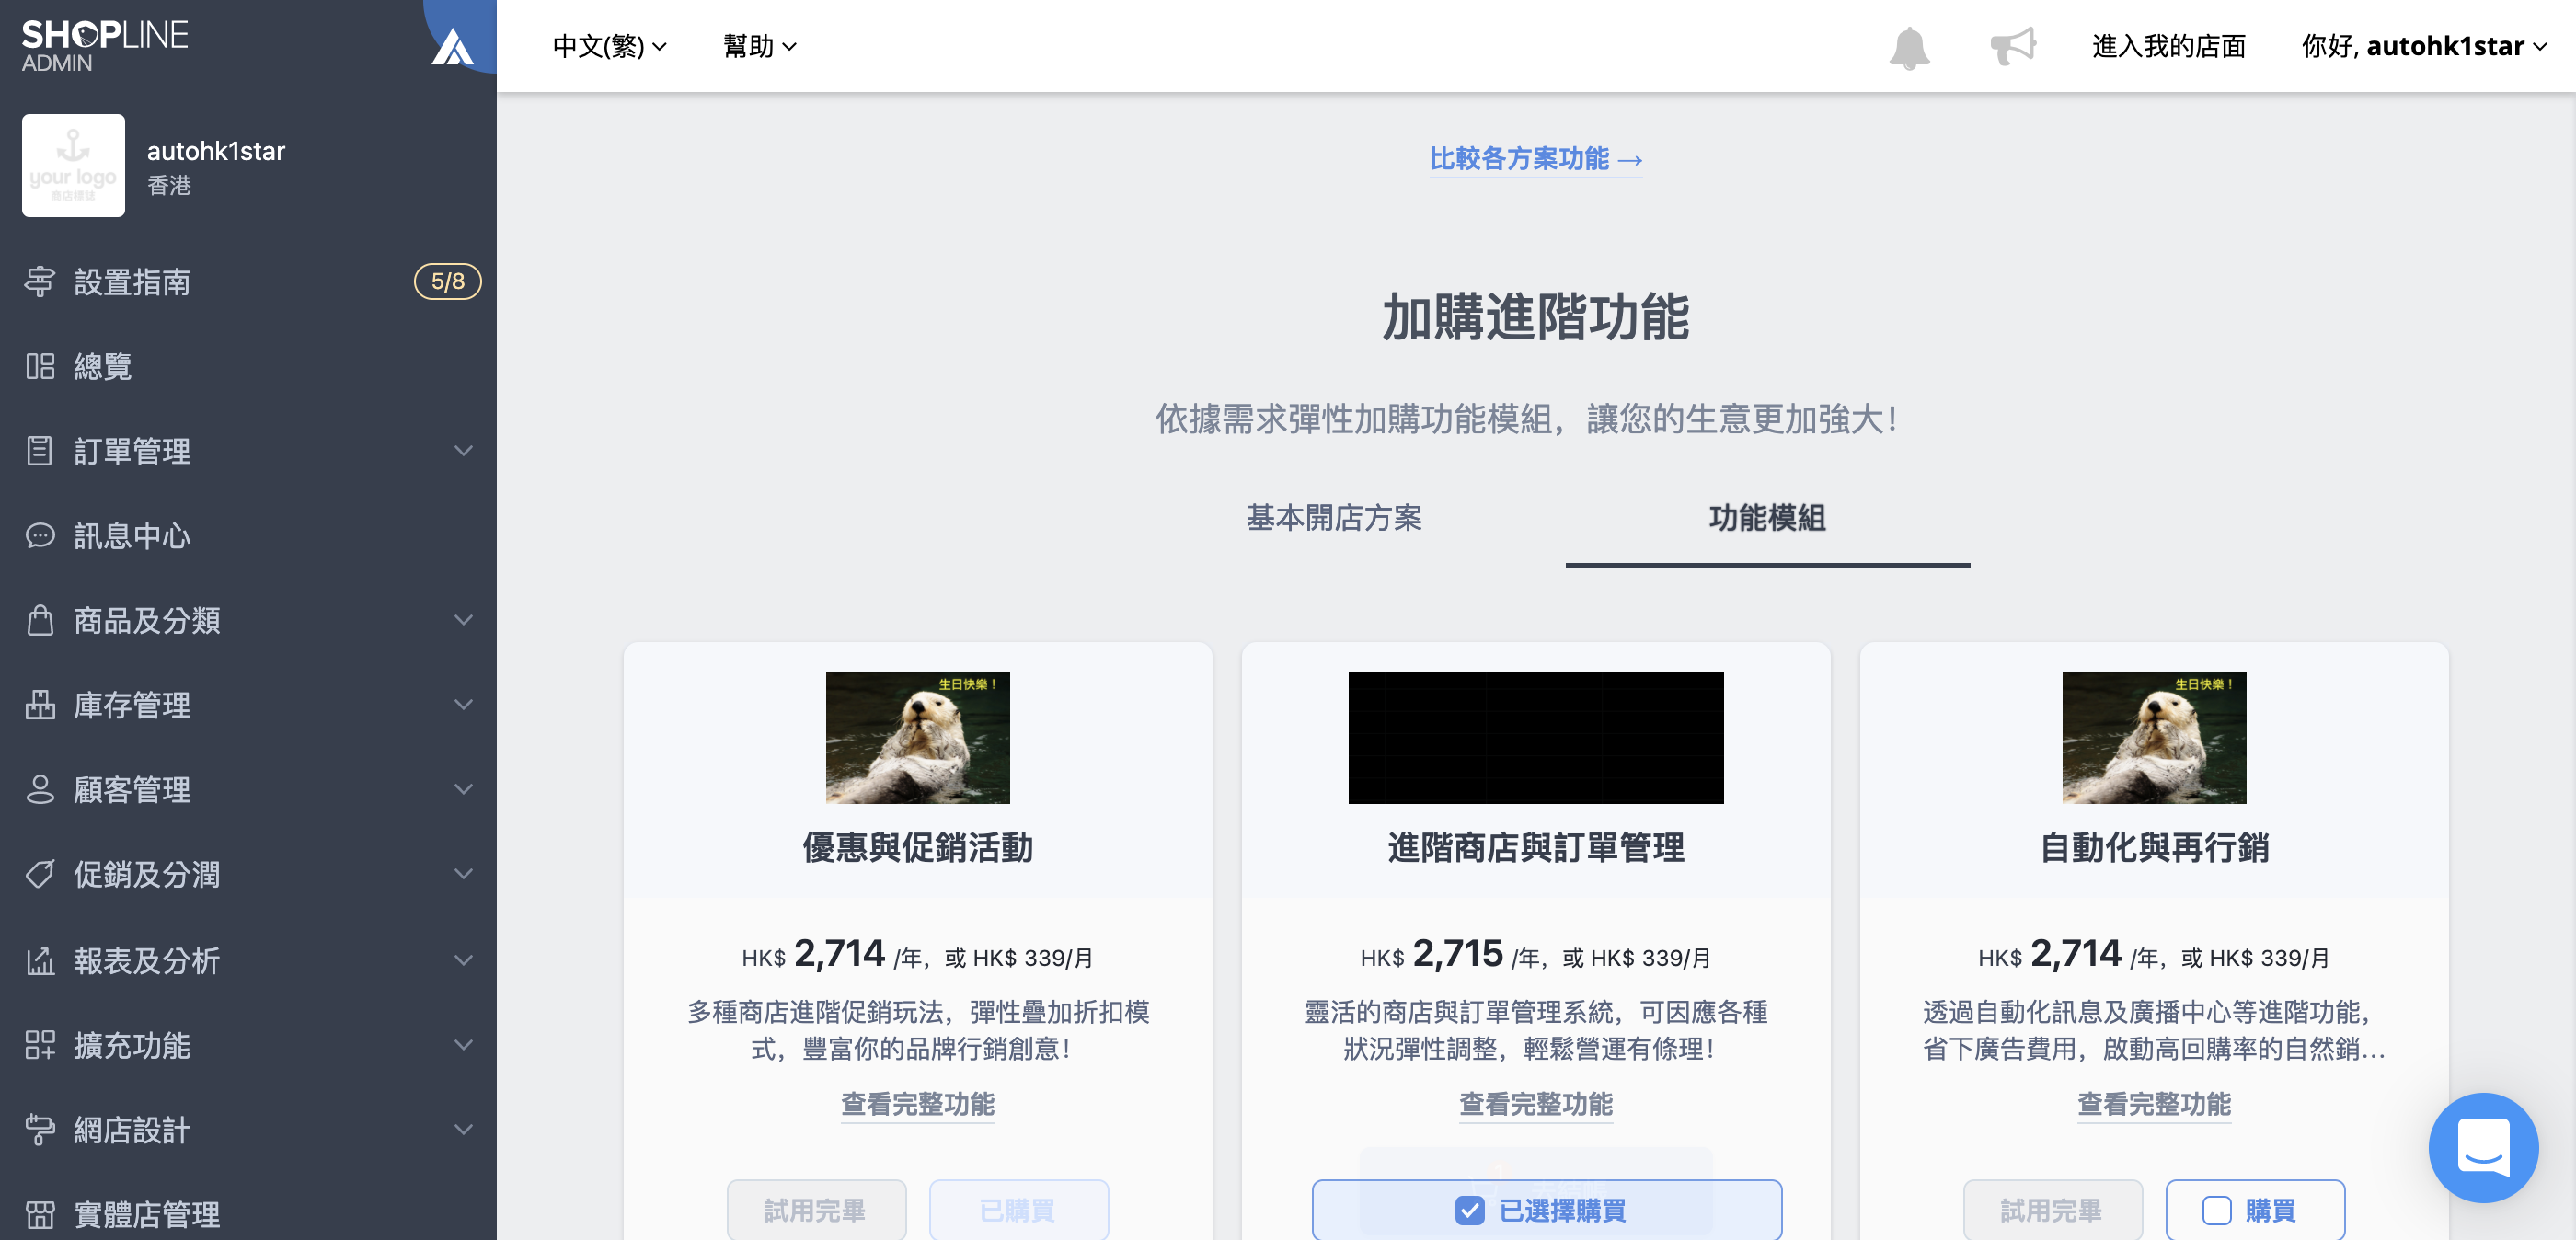 SHOPLINE
ADMIN
中文(繁)
幫助
進入我的店面
你好, autohk1star
your logo
商店標誌
autohk1star
香港
設置指南
5/8
總覽
訂單管理
訊息中心
商品及分類
庫存管理
顧客管理
促銷及分潤
報表及分析
擴充功能
網店設計
實體店管理
比較各方案功能 →
加購進階功能
依據需求彈性加購功能模組，讓您的生意更加強大！
基本開店方案
功能模組
生日快樂！
優惠與促銷活動
HK$ 2,714 /年，或 HK$ 339/月
多種商店進階促銷玩法，彈性疊加折扣模
式，豐富你的品牌行銷創意！
查看完整功能
試用完畢
已購買
進階商店與訂單管理
HK$ 2,715 /年，或 HK$ 339/月
靈活的商店與訂單管理系統，可因應各種
狀況彈性調整，輕鬆營運有條理！
查看完整功能
已選擇購買
生日快樂！
自動化與再行銷
HK$ 2,714 /年，或 HK$ 339/月
透過自動化訊息及廣播中心等進階功能，
省下廣告費用，啟動高回購率的自然銷...
查看完整功能
試用完畢
購買